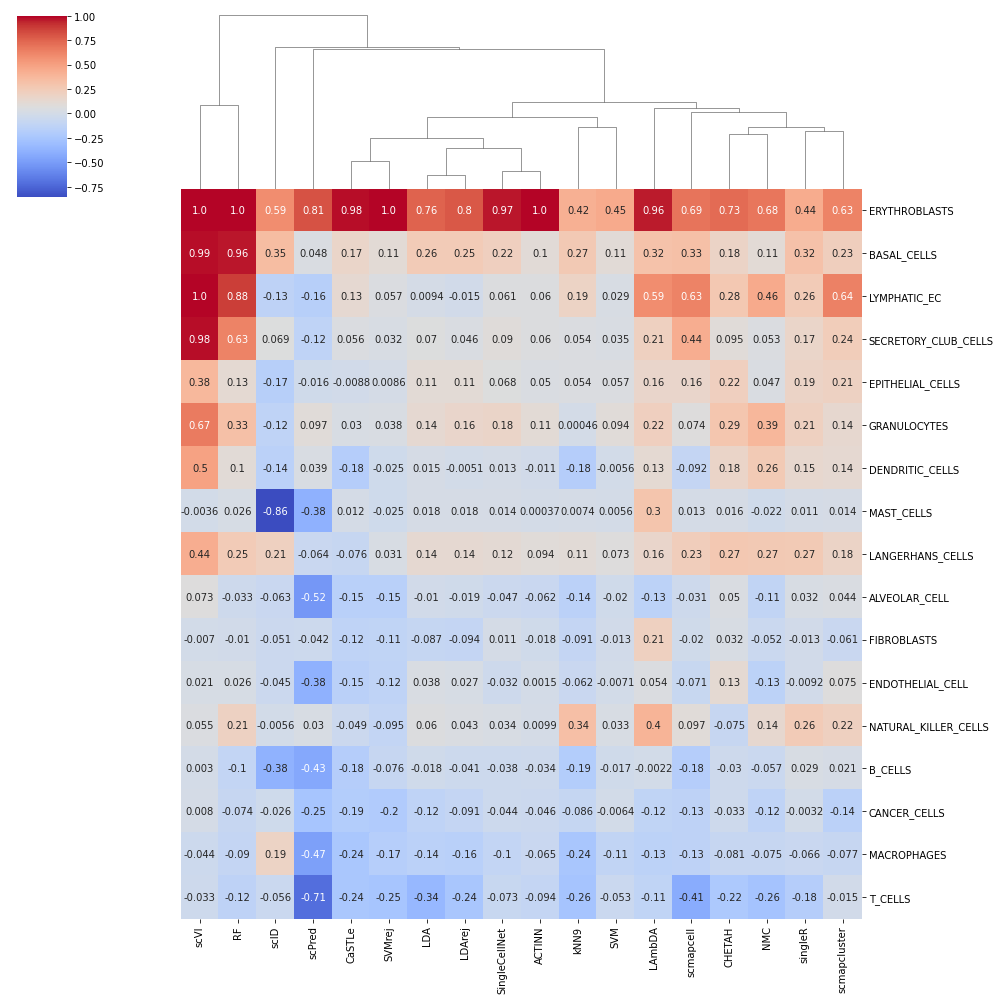 1.00
0.75
0.50
0.25
0.00
−0.25
−0.50
−0.75
1.0 1.0 0.59 0.81 0.98 1.0 0.76 0.8 0.97 1.0 0.42 0.45 0.96 0.69 0.73 0.68 0.44 0.63 ERYTHROBLASTS
0.99 0.96 0.35 0.048 0.17 0.11 0.26 0.25 0.22 0.1 0.27 0.11 0.32 0.33 0.18 0.11 0.32 0.23 BASAL_CELLS
1.0 0.88 -0.13 -0.16 0.13 0.057 0.0094 -0.015 0.061 0.06 0.19 0.029 0.59 0.63 0.28 0.46 0.26 0.64 LYMPHATIC_EC
0.98 0.63 0.069 -0.12 0.056 0.032 0.07 0.046 0.09 0.06 0.054 0.035 0.21 0.44 0.095 0.053 0.17 0.24 SECRETORY_CLUB_CELLS
0.38 0.13 -0.17 -0.016 -0.0088 0.0086 0.11 0.11 0.068 0.05 0.054 0.057 0.16 0.16 0.22 0.047 0.19 0.21 EPITHELIAL_CELLS
0.67 0.33 -0.12 0.097 0.03 0.038 0.14 0.16 0.18 0.11 0.00046 0.094 0.22 0.074 0.29 0.39 0.21 0.14 GRANULOCYTES
0.5 0.1 -0.14 0.039 -0.18 -0.025 0.015 -0.0051 0.013 -0.011 -0.18 -0.0056 0.13 -0.092 0.18 0.26 0.15 0.14 DENDRITIC_CELLS
-0.0036 0.026 -0.86 -0.38 0.012 -0.025 0.018 0.018 0.014 0.00037 0.0074 0.0056 0.3 0.013 0.016 -0.022 0.011 0.014 MAST_CELLS
0.44 0.25 0.21 -0.064 -0.076 0.031 0.14 0.14 0.12 0.094 0.11 0.073 0.16 0.23 0.27 0.27 0.27 0.18 LANGERHANS_CELLS
0.073 -0.033 -0.063 -0.52 -0.15 -0.15 -0.01 -0.019 -0.047 -0.062 -0.14 -0.02 -0.13 -0.031 0.05 -0.11 0.032 0.044 ALVEOLAR_CELL
-0.007 -0.01 -0.051 -0.042 -0.12 -0.11 -0.087 -0.094 0.011 -0.018 -0.091 -0.013 0.21 -0.02 0.032 -0.052 -0.013 -0.061 FIBROBLASTS
0.021 0.026 -0.045 -0.38 -0.15 -0.12 0.038 0.027 -0.032 0.0015 -0.062 -0.0071 0.054 -0.071 0.13 -0.13 -0.0092 0.075 ENDOTHELIAL_CELL
0.055 0.21 -0.0056 0.03 -0.049 -0.095 0.06 0.043 0.034 0.0099 0.34 0.033 0.4 0.097 -0.075 0.14 0.26 0.22 NATURAL_KILLER_CELLS
0.003 -0.1 -0.38 -0.43 -0.18 -0.076 -0.018 -0.041 -0.038 -0.034 -0.19 -0.017 -0.0022 -0.18 -0.03 -0.057 0.029 0.021 B_CELLS
0.008 -0.074 -0.026 -0.25 -0.19 -0.2 -0.12 -0.091 -0.044 -0.046 -0.086 -0.0064 -0.12 -0.13 -0.033 -0.12 -0.0032 -0.14 CANCER_CELLS
-0.044 -0.09 0.19 -0.47 -0.24 -0.17 -0.14 -0.16 -0.1 -0.065 -0.24 -0.11 -0.13 -0.13 -0.081 -0.075 -0.066 -0.077 MACROPHAGES
-0.033 -0.12 -0.056 -0.71 -0.24 -0.25 -0.34 -0.24 -0.073 -0.094 -0.26 -0.053 -0.11 -0.41 -0.22 -0.26 -0.18 -0.015 T_CELLS
scVI
RF
scID
scPred
CaSTLe
SVMrej
LDA
LDArej
SingleCellNet
ACTINN
kNN9
SVM
LAmbDA
scmapcell
CHETAH
NMC
singleR
scmapcluster